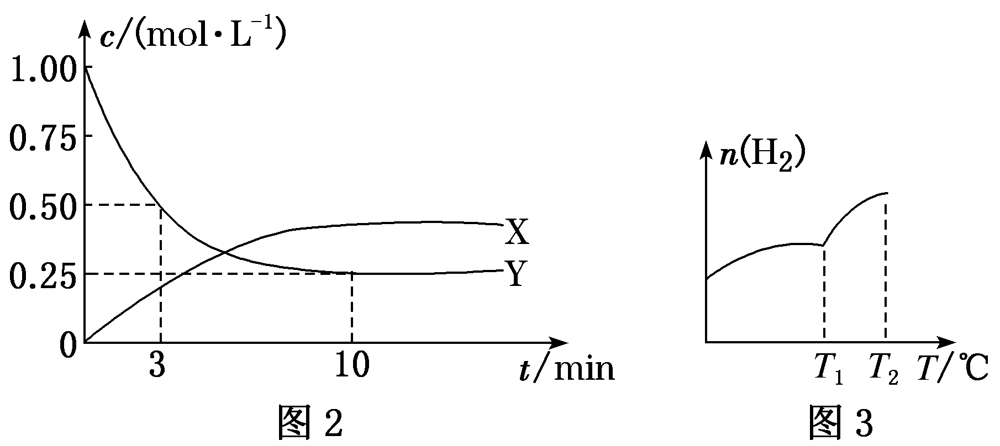 c/(mol·L⁻¹)
1.00
0.75
0.50
0.25
0
3
10
t/min
X
Y
图 2
n(H₂)
T₁
T₂
T/℃
图 3